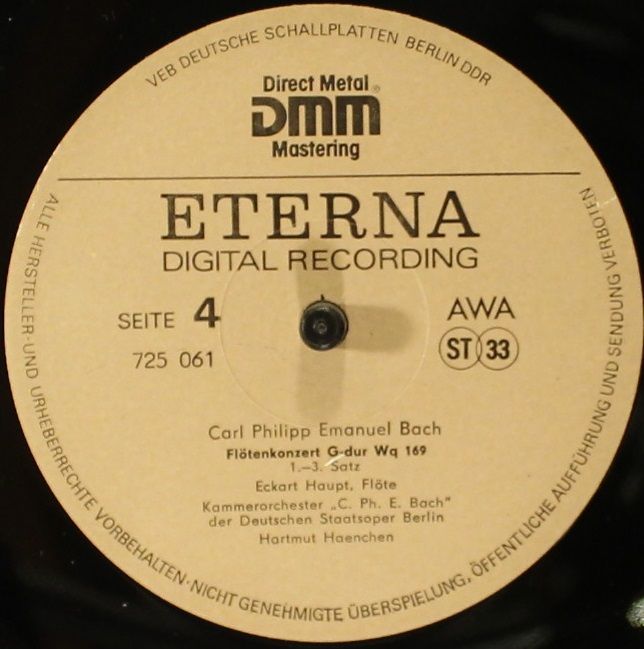 VEB DEUTSCHE SCHALLPLATTEN BERLIN DDR
Direct Metal
DMM®
Mastering
ETERNA
DIGITAL RECORDING
SEITE 4
AWA
725 061
ST 33
Carl Philipp Emanuel Bach
Flötenkonzert G-dur Wq 169
1.–3. Satz
Eckart Haupt, Flöte
Kammerorchester „C. Ph. E. Bach"
der Deutschen Staatsoper Berlin
Hartmut Haenchen
ALLE HERSTELLER- UND URHEBERRECHTE VORBEHALTEN · NICHT GENEHMIGTE ÜBERSPIELUNG, ÖFFENTLICHE AUFFÜHRUNG UND SENDUNG VERBOTEN